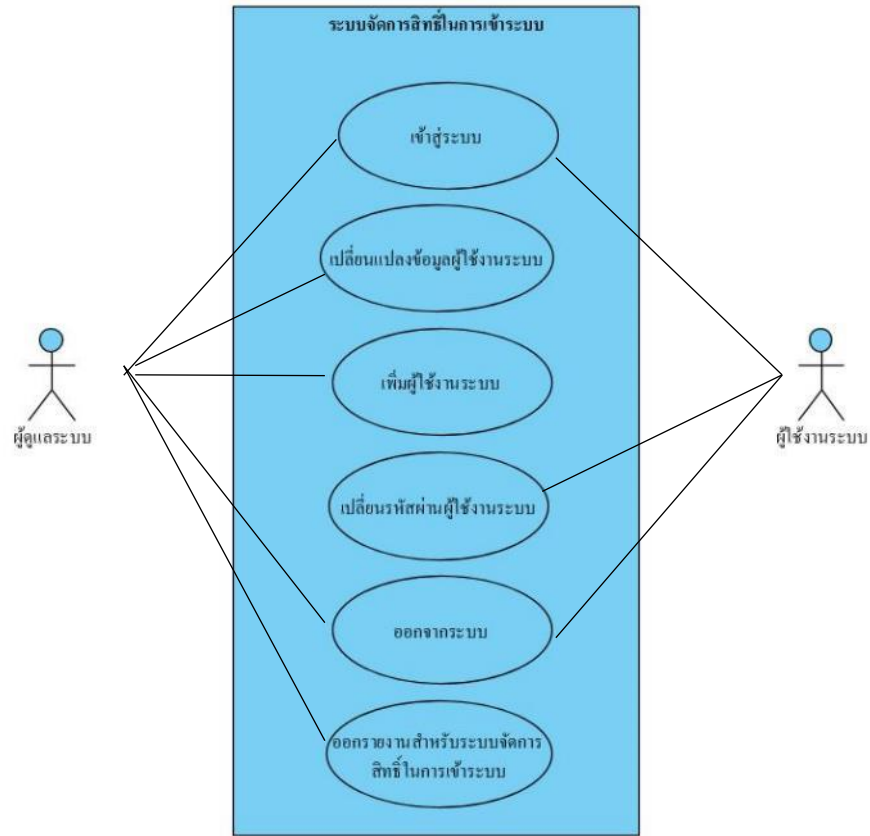 ระบบจัดการสิทธิ์ในการเข้าระบบ
เข้าสู่ระบบ
เปลี่ยนแปลงข้อมูลผู้ใช้งานระบบ
เพิ่มผู้ใช้งานระบบ
ผู้ดูแลระบบ
ผู้ใช้งานระบบ
เปลี่ยนรหัสผ่านผู้ใช้งานระบบ
ออกจากระบบ
ออกรายงานสำหรับระบบจัดการ
สิทธิ์ในการเข้าระบบ